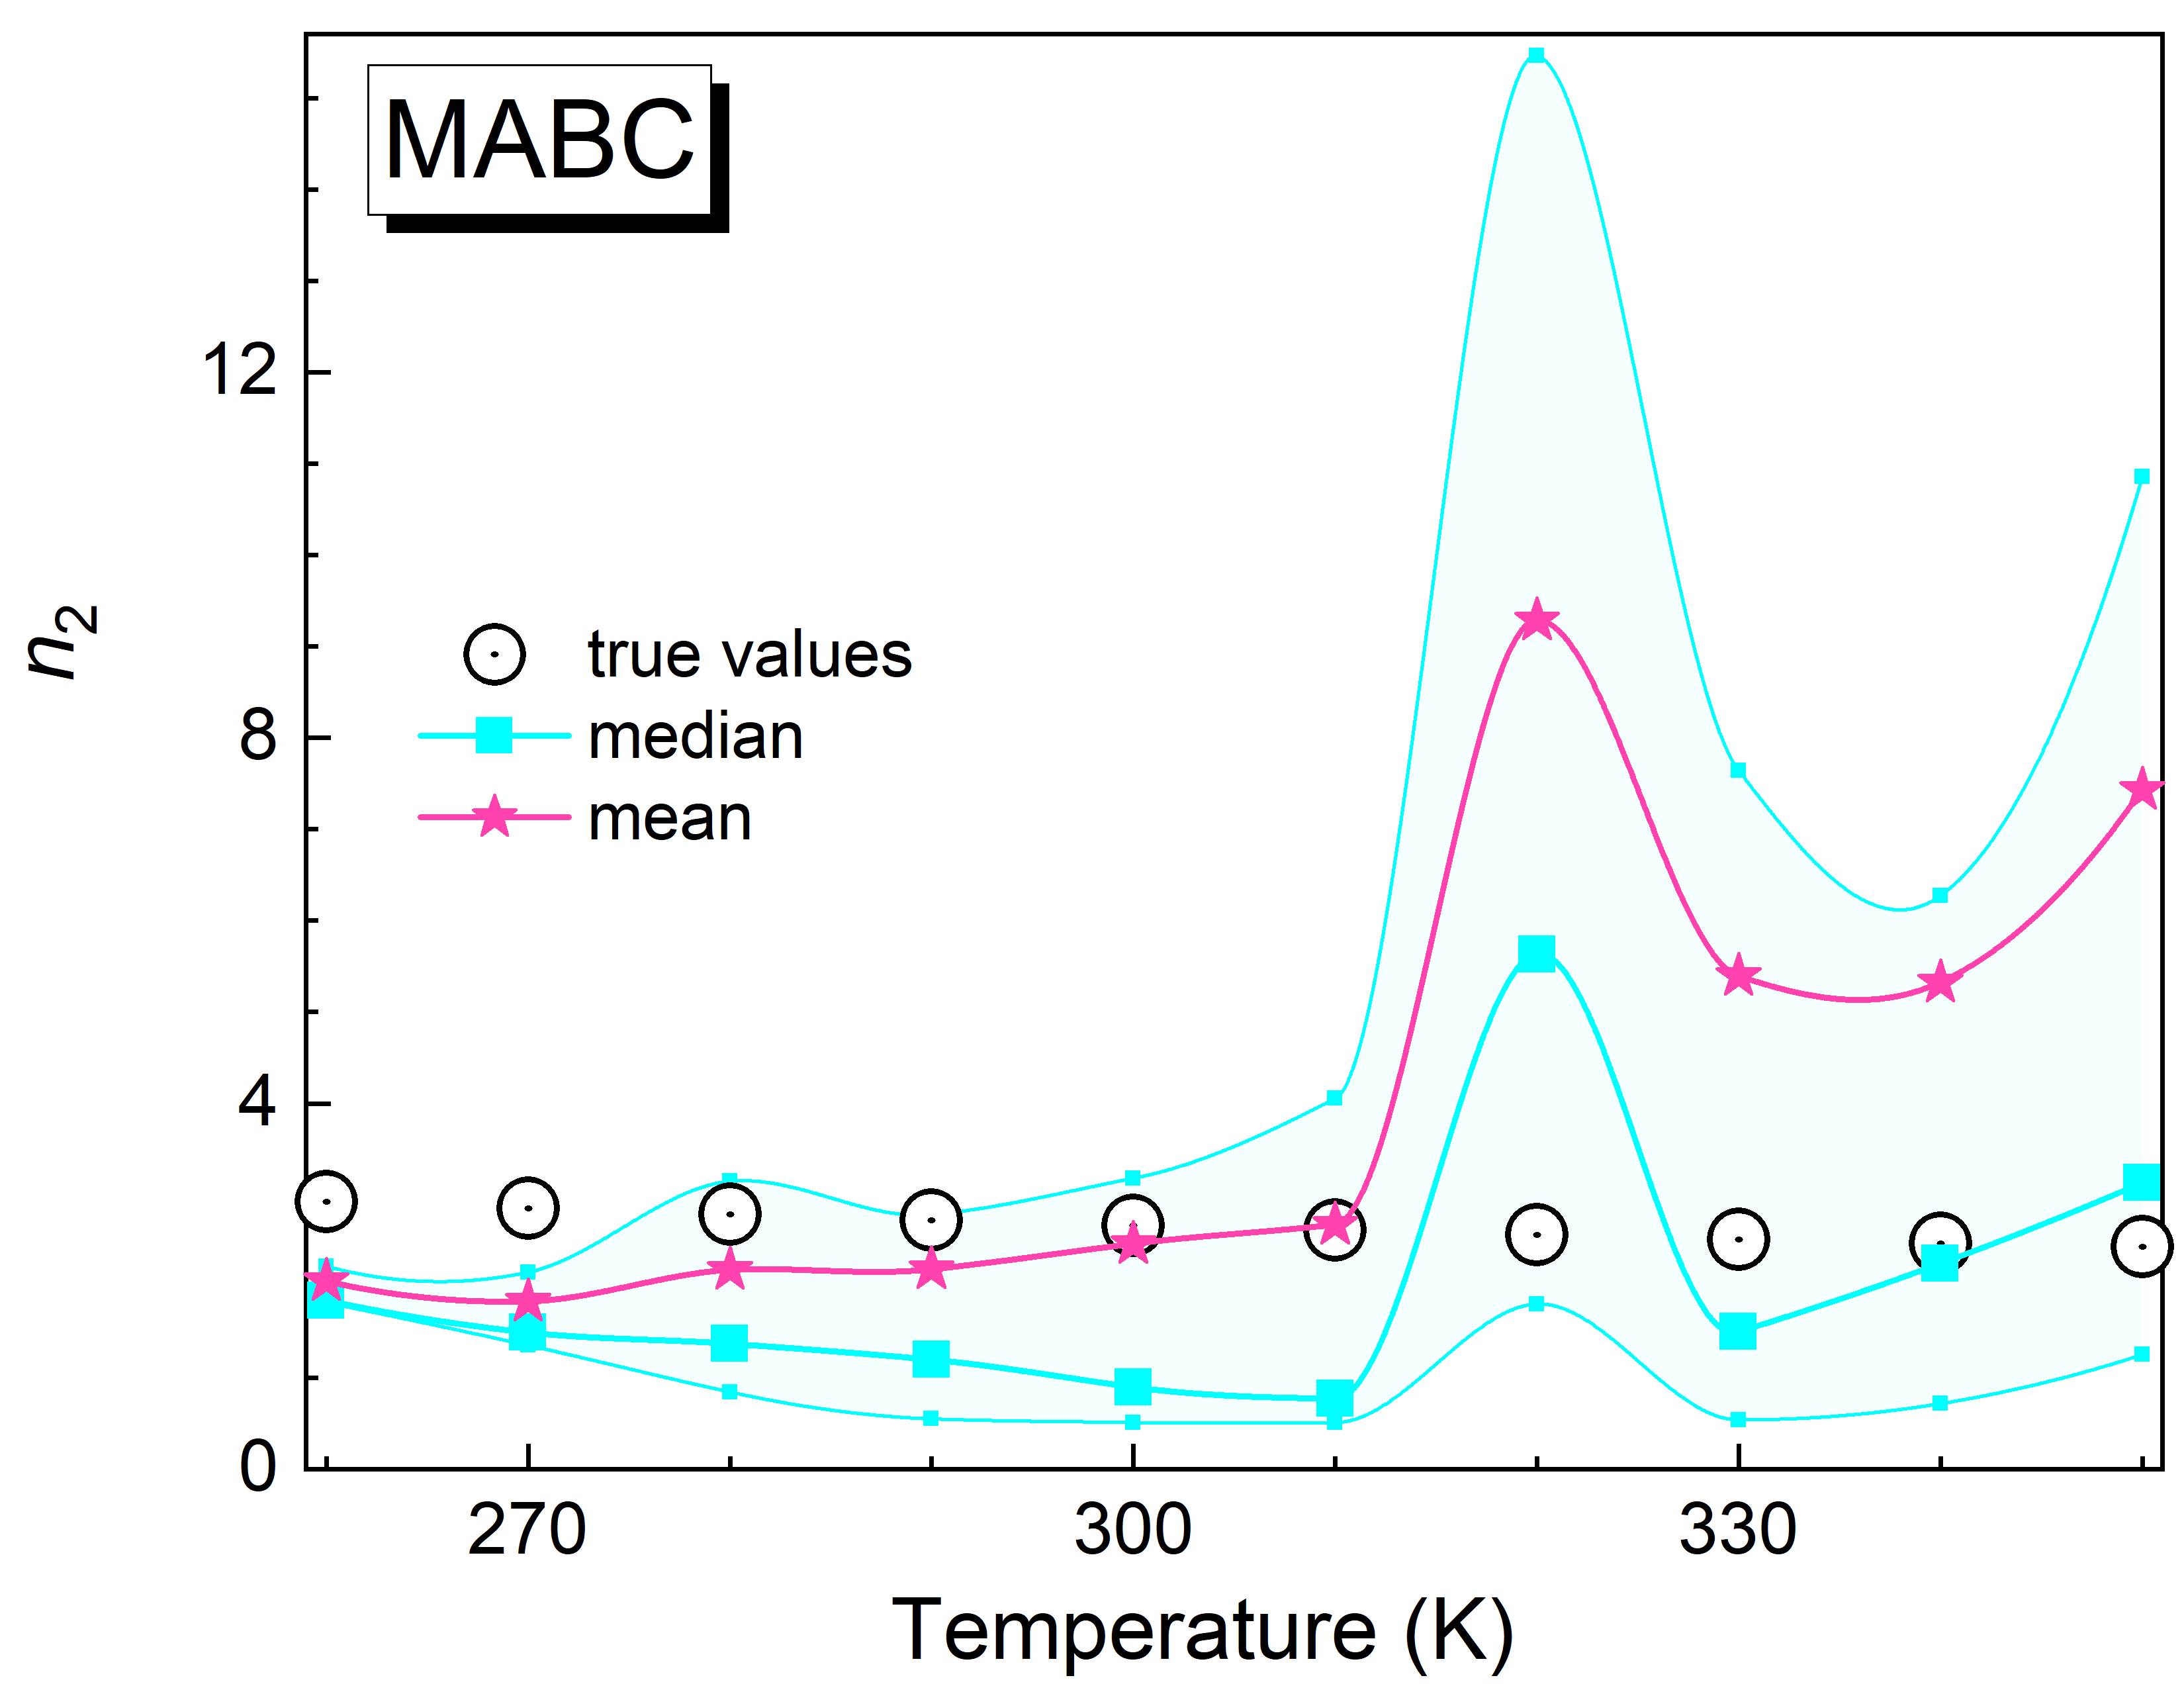 MABC
12
8
4
0
n2
true values
median
mean
270
300
330
Temperature (K)